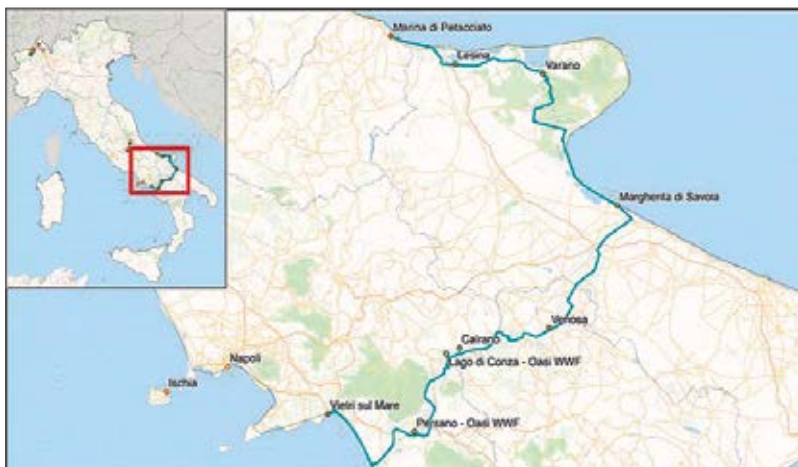 Marina di Petacciato
Lesina
Varano
Margherita di Savoia
Venosa
Cairano
Lago di Conza - Oasi WWF
Napoli
Ischia
Vietri sul Mare
Persano - Oasi WWF